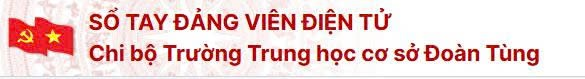 SỔ TAY ĐẢNG VIÊN ĐIỆN TỬ
Chi bộ Trường Trung học cơ sở Đoàn Tùng